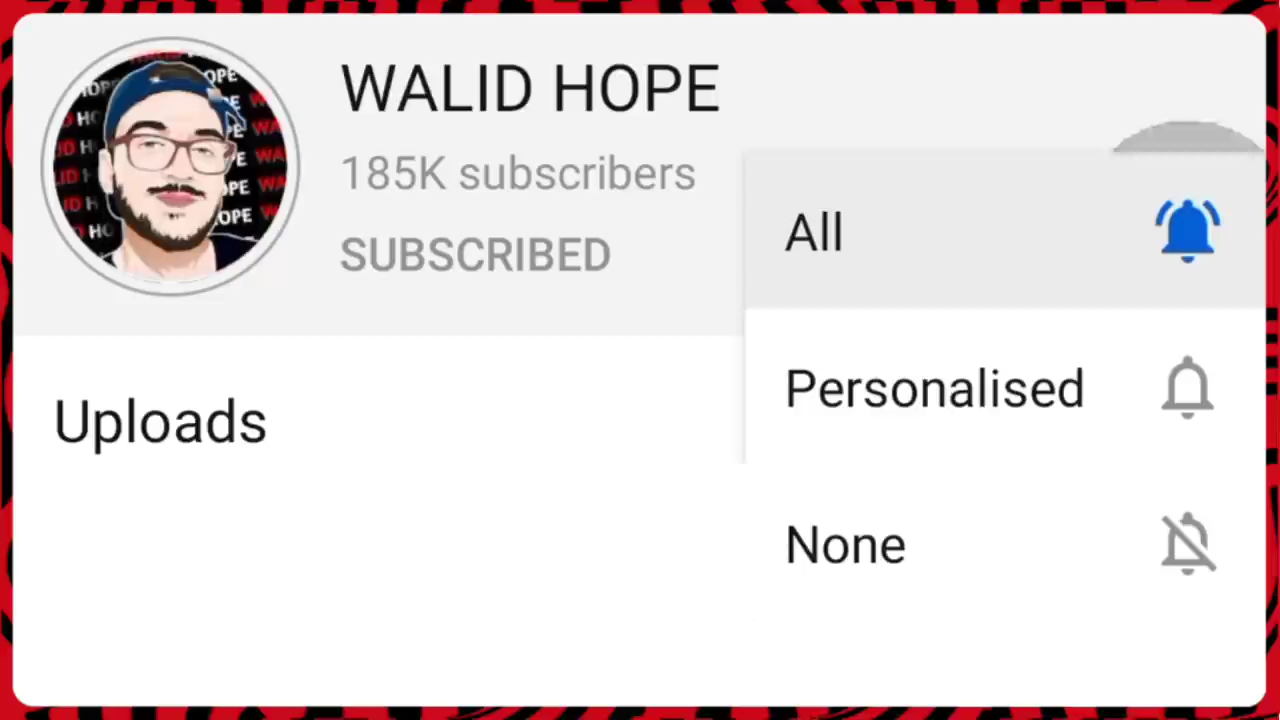 WALID HOPE
185K subscribers
SUBSCRIBED
All
Personalised
None
Uploads